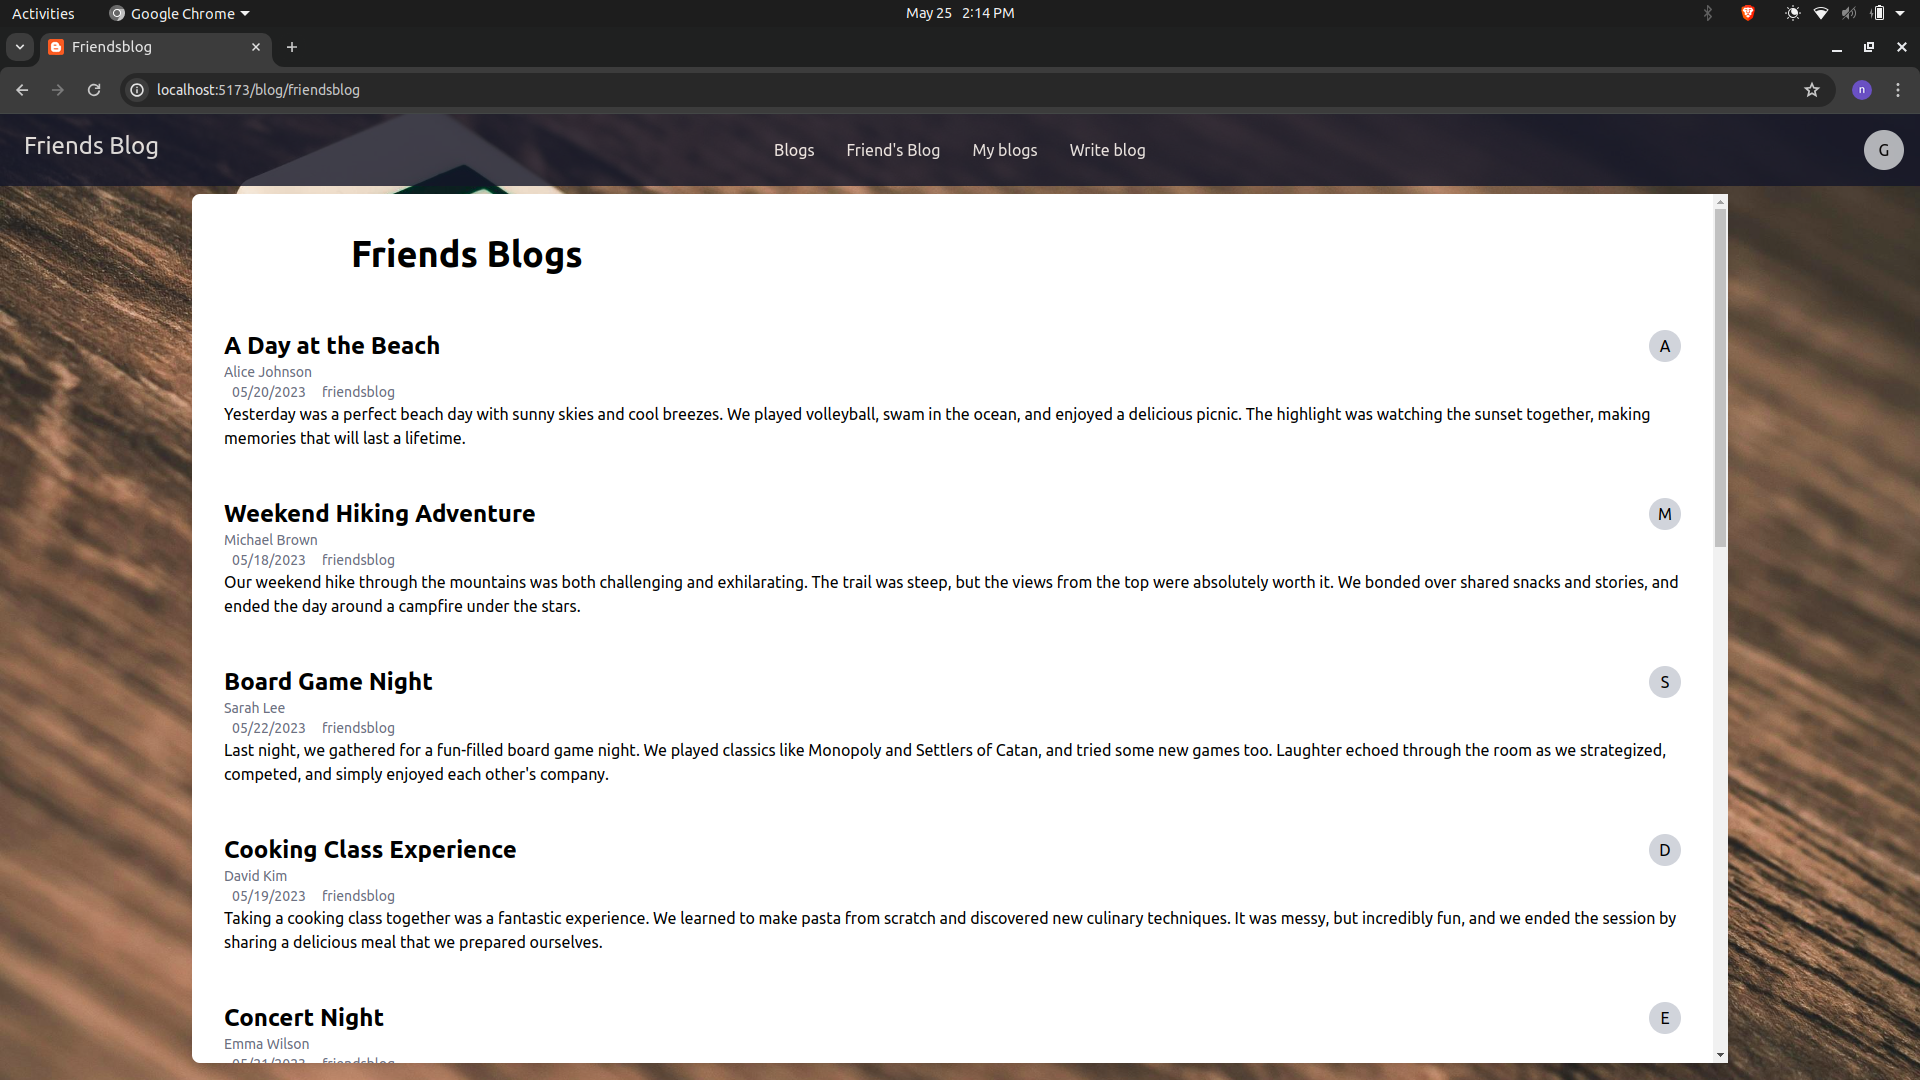 Activities Google Chrome May 25 2:14 PM
Friendsblog
localhost:5173/blog/friendsblog n
Friends Blog Blogs Friend's Blog My blogs Write blog G
Friends Blogs
A Day at the Beach A
Alice Johnson
05/20/2023 friendsblog
Yesterday was a perfect beach day with sunny skies and cool breezes. We played volleyball, swam in the ocean, and enjoyed a delicious picnic. The highlight was watching the sunset together, making
memories that will last a lifetime.
Weekend Hiking Adventure M
Michael Brown
05/18/2023 friendsblog
Our weekend hike through the mountains was both challenging and exhilarating. The trail was steep, but the views from the top were absolutely worth it. We bonded over shared snacks and stories, and
ended the day around a campfire under the stars.
Board Game Night S
Sarah Lee
05/22/2023 friendsblog
Last night, we gathered for a fun-filled board game night. We played classics like Monopoly and Settlers of Catan, and tried some new games too. Laughter echoed through the room as we strategized,
competed, and simply enjoyed each other's company.
Cooking Class Experience D
David Kim
05/19/2023 friendsblog
Taking a cooking class together was a fantastic experience. We learned to make pasta from scratch and discovered new culinary techniques. It was messy, but incredibly fun, and we ended the session by
sharing a delicious meal that we prepared ourselves.
Concert Night E
Emma Wilson
05/21/2023 friendsblog